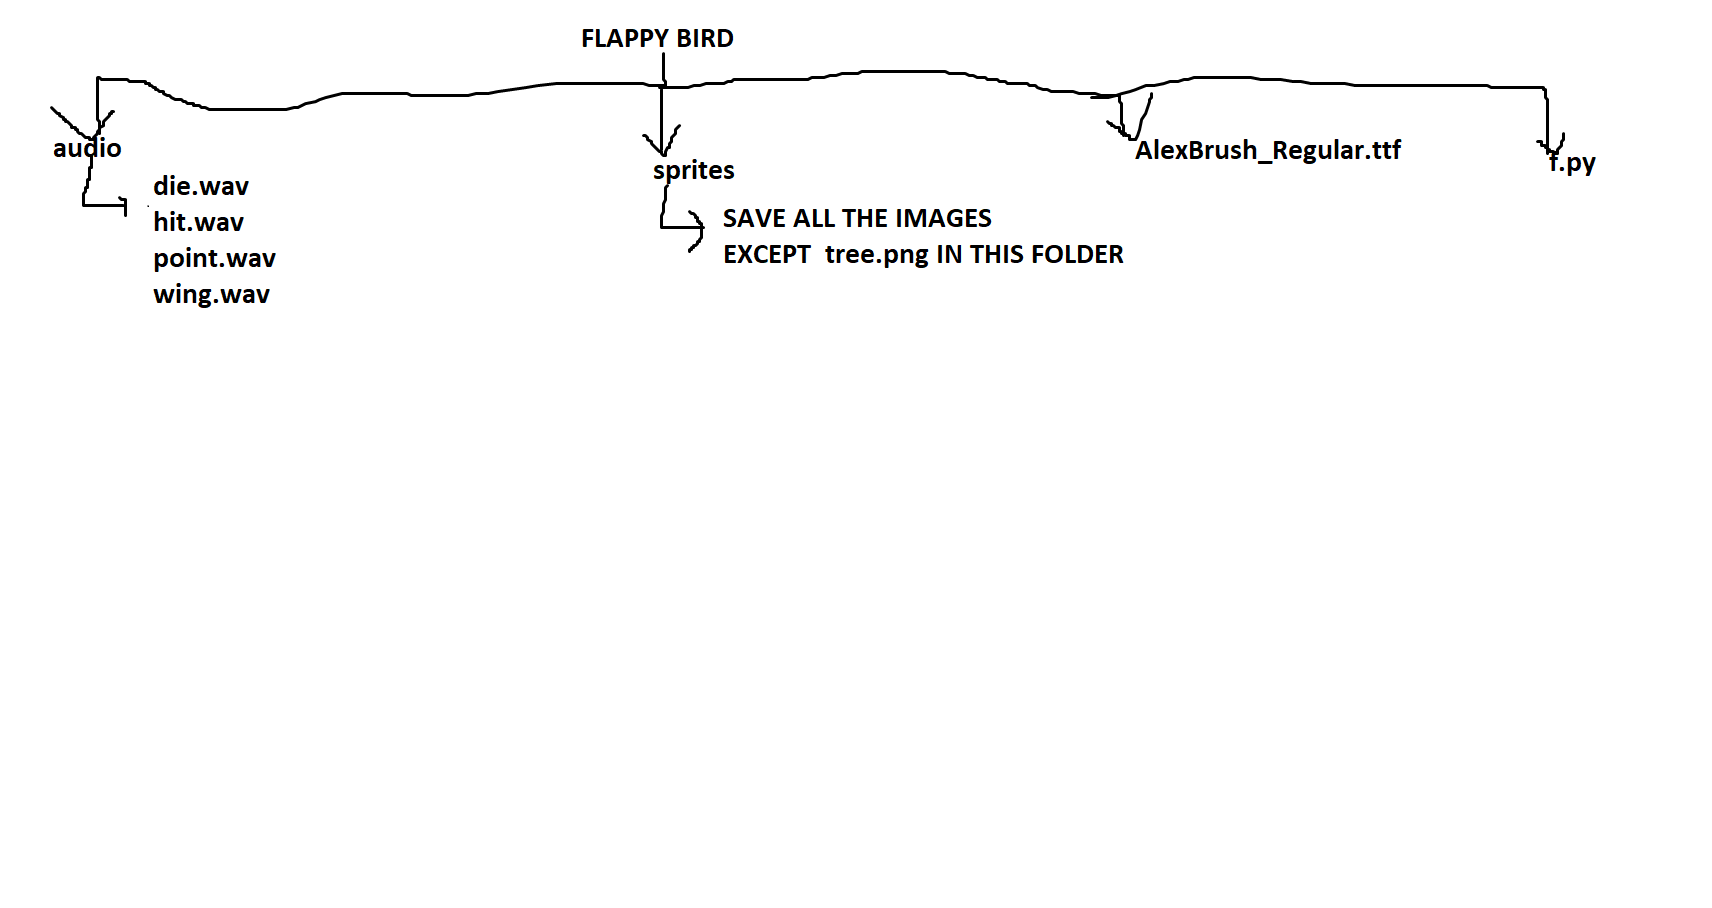 FLAPPY BIRD
audio
die.wav
hit.wav
point.wav
wing.wav
sprites
SAVE ALL THE IMAGES
EXCEPT  tree.png IN THIS FOLDER
AlexBrush_Regular.ttf
f.py